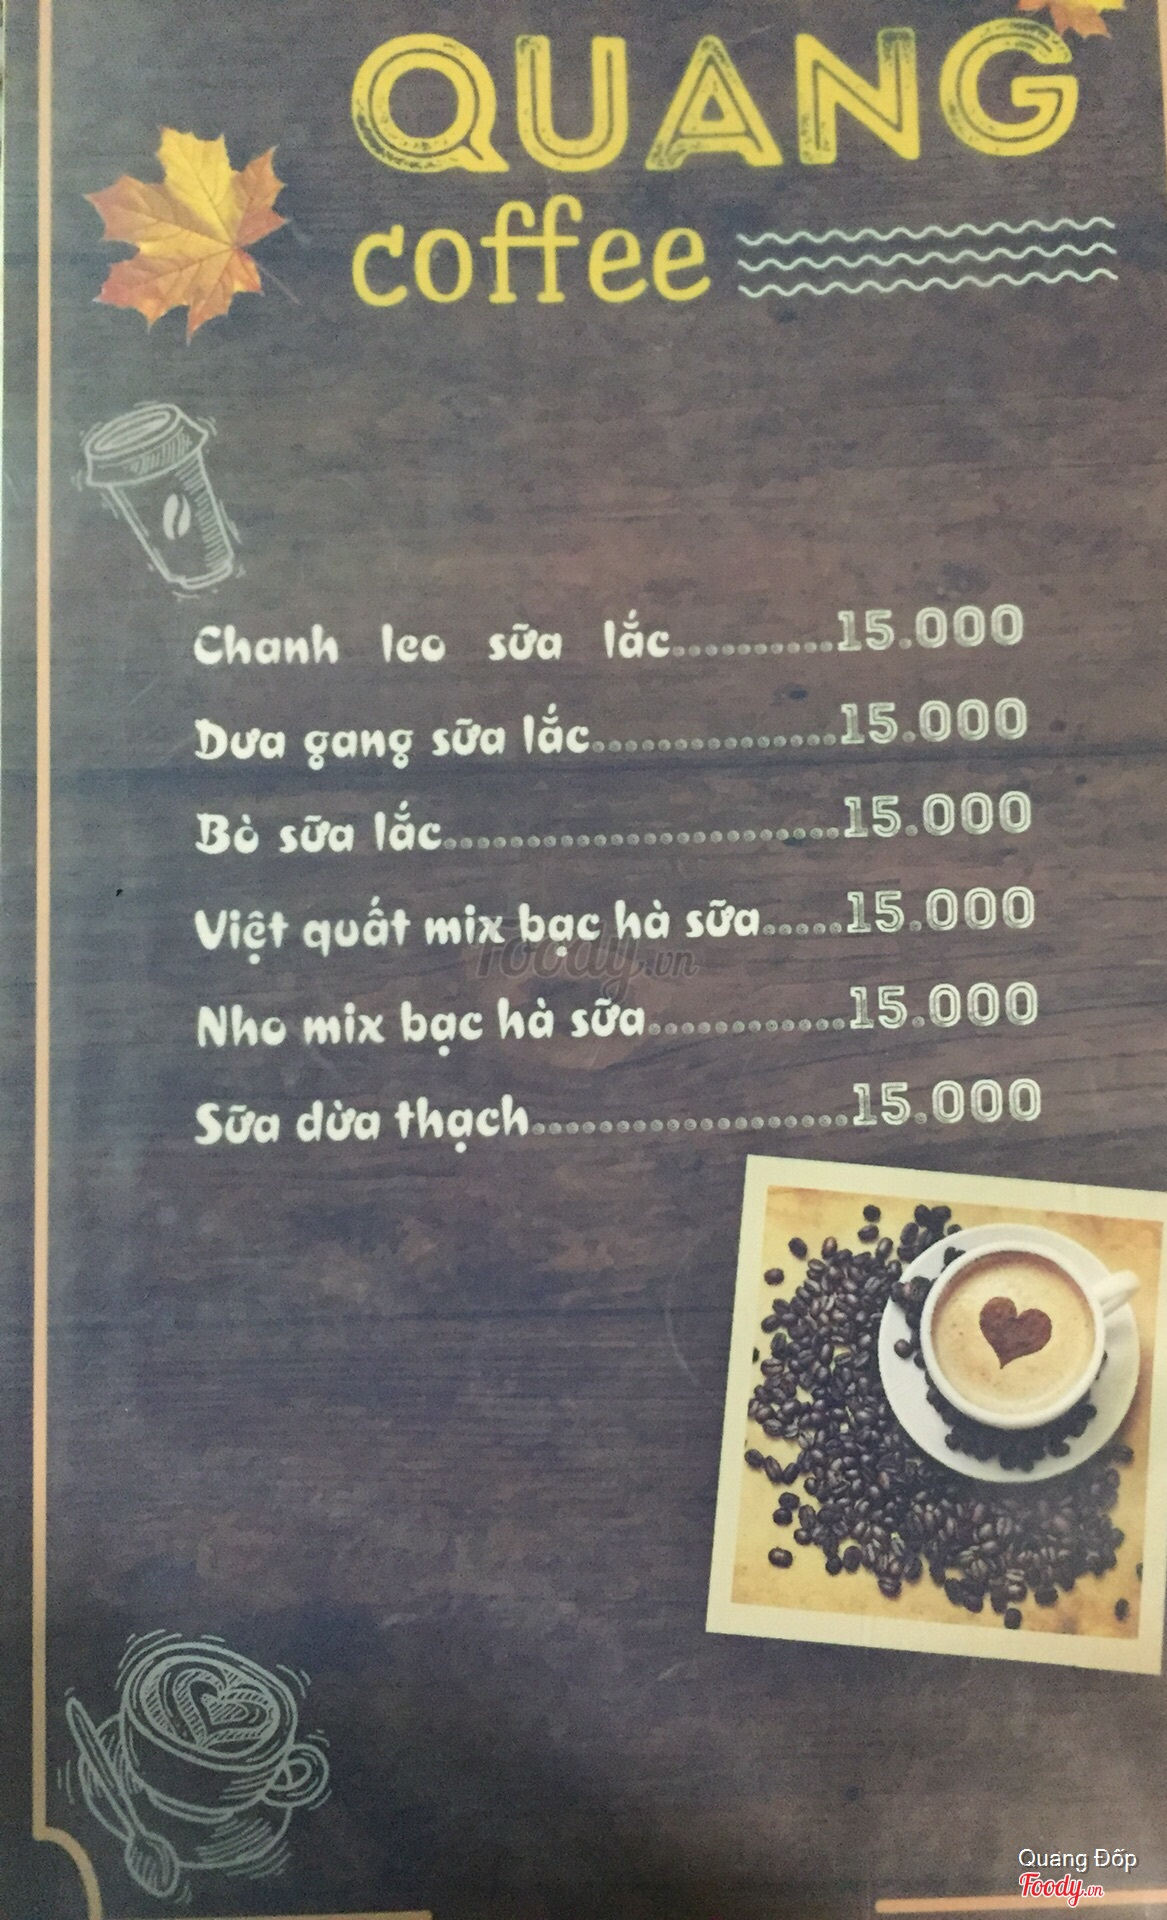 QUANG
coffee
Chanh leo sữa lắc..........15.000
Dưa gang sữa lắc...............15.000
Bò sữa lắc........................15.000
Việt quất mix bạc hà sữa.....15.000
Nho mix bạc hà sữa............15.000
Sữa dừa thạch...................15.000
Foody.vn
Quang Đốp
Foody.vn